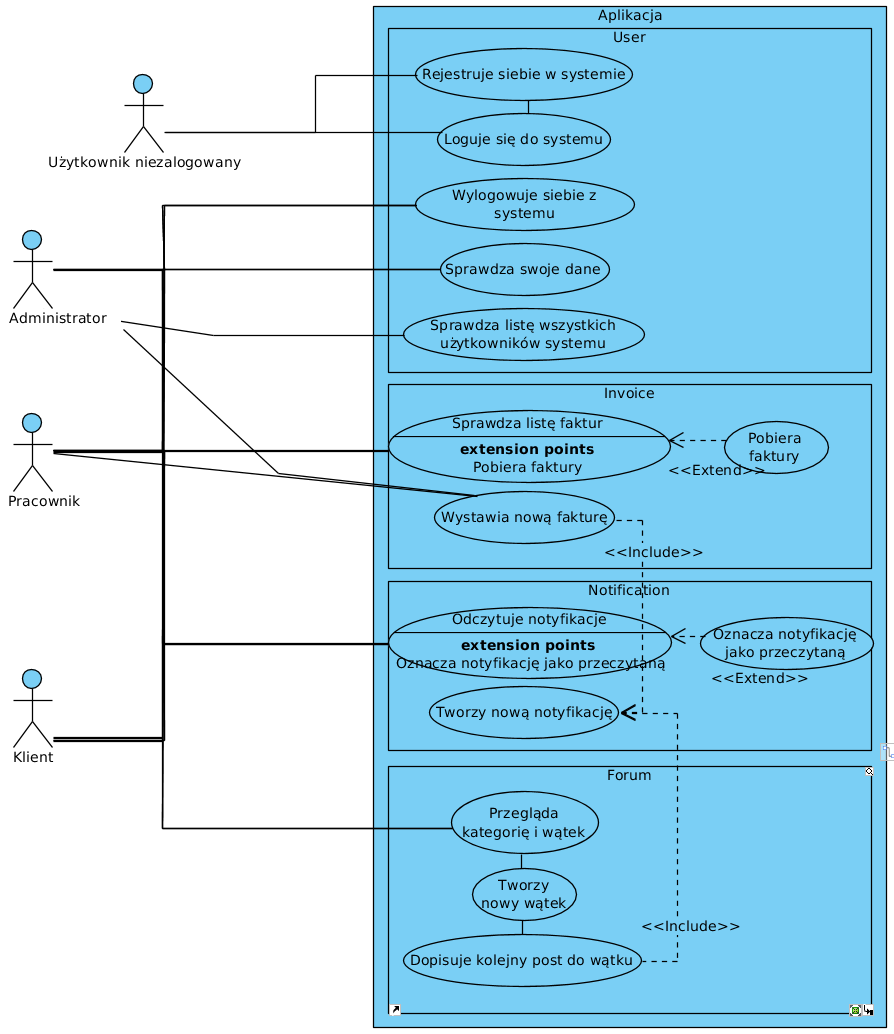 Aplikacja
User
Rejestruje siebie w systemie
Loguje się do systemu
Użytkownik niezalogowany
Wylogowuje siebie z
systemu
Sprawdza swoje dane
Administrator
Sprawdza listę wszystkich
użytkowników systemu
Invoice
Sprawdza listę faktur
extension points
Pobiera faktury
Pobiera
faktury
<<Extend>>
Pracownik
Wystawia nową fakturę
<<Include>>
Notification
Odczytuje notyfikacje
extension points
Oznacza notyfikację jako przeczytaną
Oznacza notyfikację
jako przeczytaną
<<Extend>>
Tworzy nową notyfikację
Klient
Forum
Przegląda
kategorię i wątek
Tworzy
nowy wątek
<<Include>>
Dopisuje kolejny post do wątku